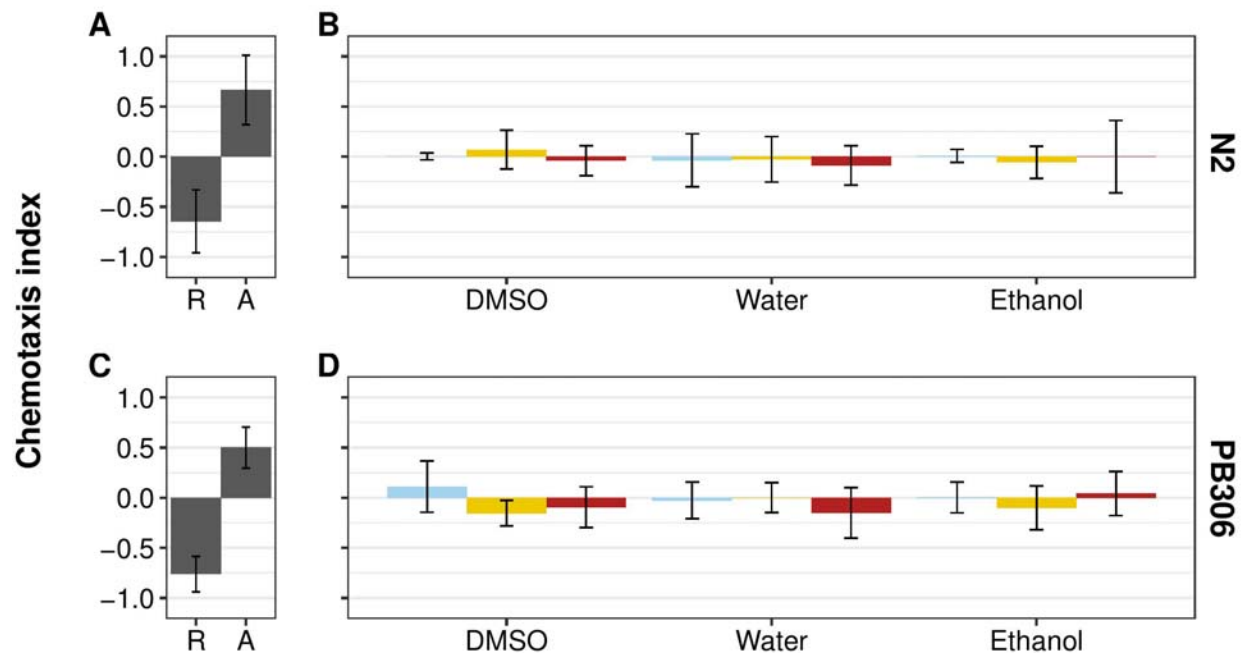 Chemotaxis index
A
1.0
0.5
0.0
−0.5
−1.0
R A
B
DMSO Water Ethanol
N2
C
1.0
0.5
0.0
−0.5
−1.0
R A
D
DMSO Water Ethanol
PB306